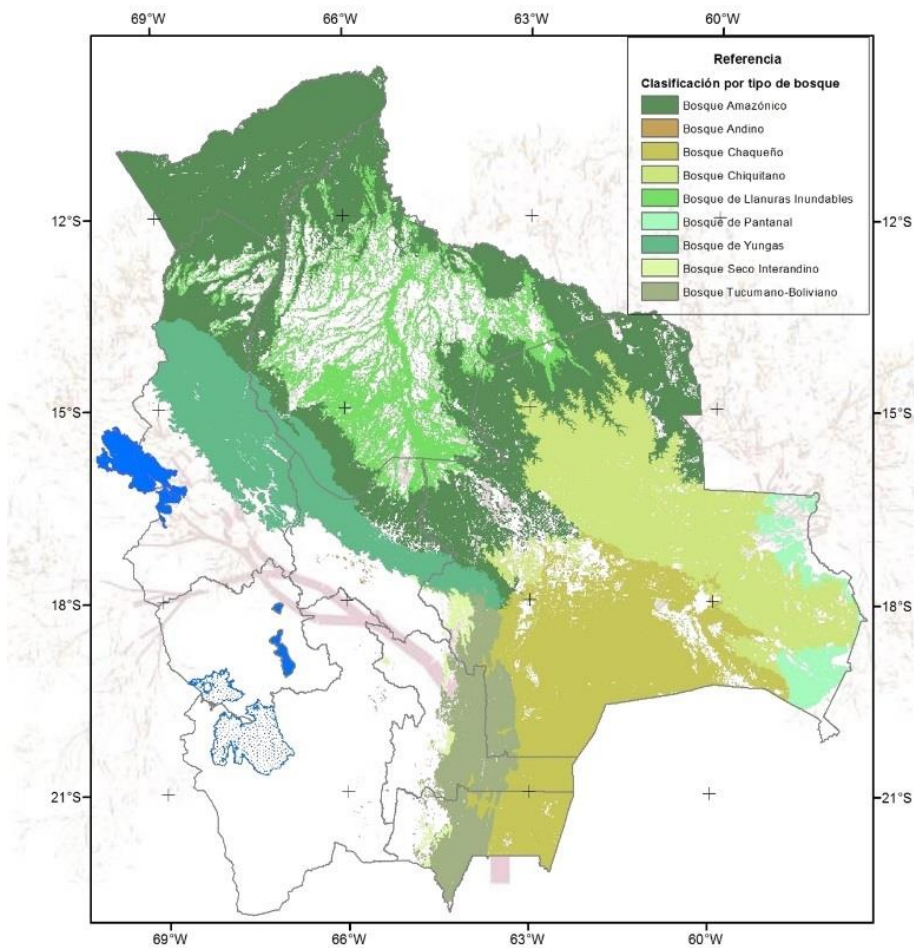 69°W 66°W 63°W 60°W
Referencia
Clasificación por tipo de bosque
Bosque Amazónico
Bosque Andino
Bosque Chaqueño
Bosque Chiquitano
Bosque de Llanuras Inundables
Bosque de Pantanal
Bosque de Yungas
Bosque Seco Interandino
Bosque Tucumano-Boliviano
12°S 12°S
15°S 15°S
18°S 18°S
21°S 21°S
69°W 66°W 63°W 60°W